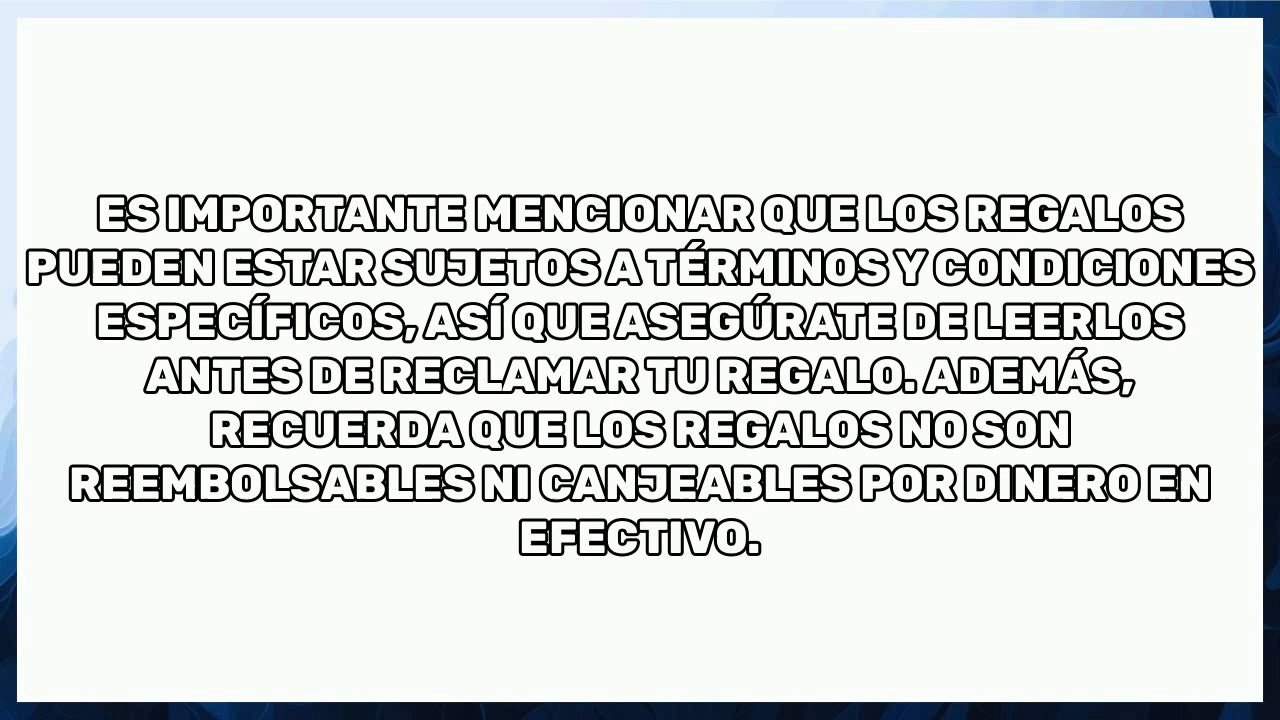 ES IMPORTANTE MENCIONAR QUE LOS REGALOS
PUEDEN ESTAR SUJETOS A TÉRMINOS Y CONDICIONES
ESPECÍFICOS, ASÍ QUE ASEGÚRATE DE LEERLOS
ANTES DE RECLAMAR TU REGALO. ADEMÁS,
RECUERDA QUE LOS REGALOS NO SON
REEMBOLSABLES NI CANJEABLES POR DINERO EN
EFECTIVO.